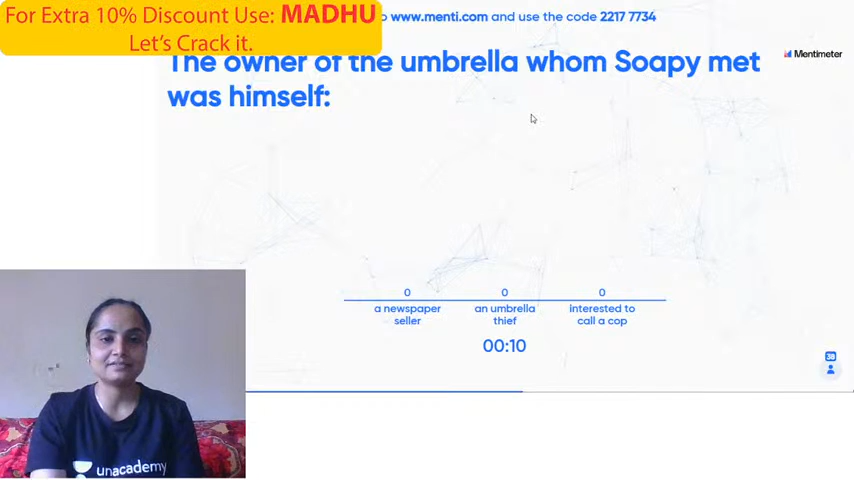 For Extra 10% Discount Use: MADHU
Let's Crack it.
www.menti.com and use the code 2217 7734
The owner of the umbrella whom Soapy met
was himself:
Mentimeter
0
0
0
a newspaper
seller
an umbrella
thief
interested to
call a cop
00:10
30
unacademy